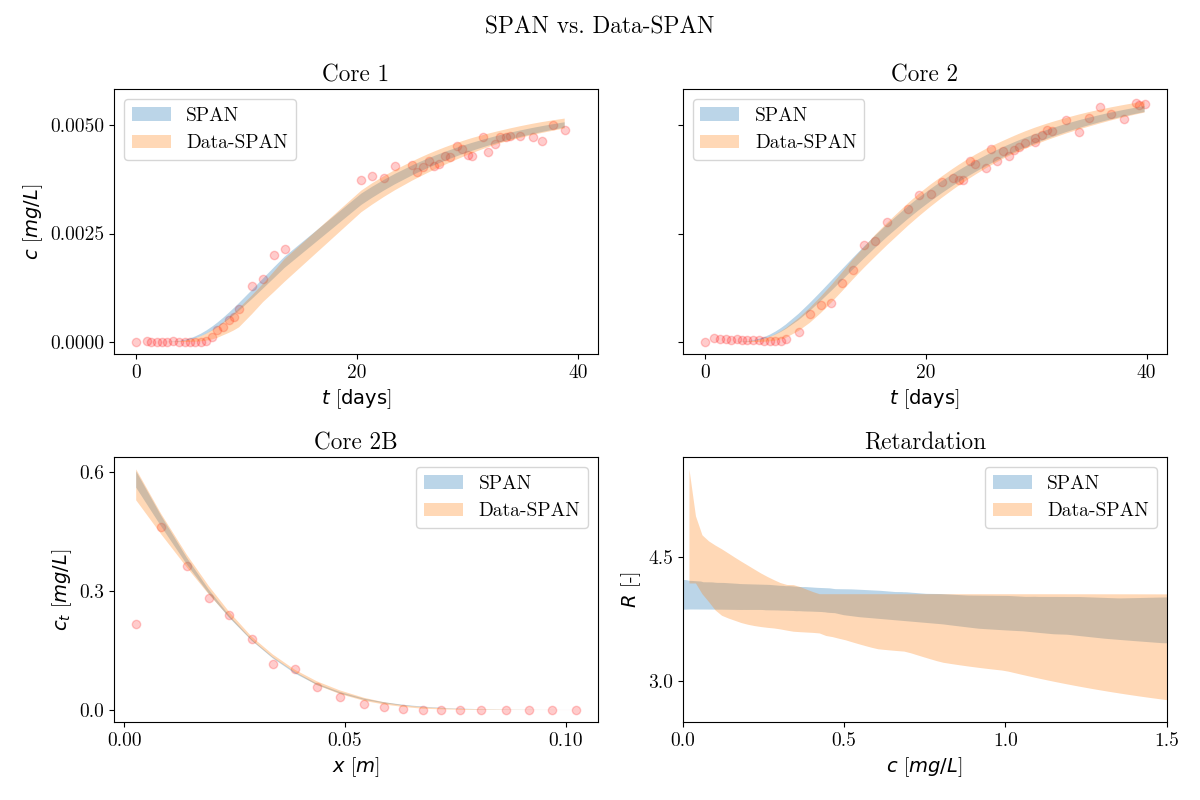 SPAN vs. Data-SPAN
Core 1
SPAN
Data-SPAN
c [mg/L]
0.0050
0.0025
0.0000
0 20 40
t [days]
Core 2
SPAN
Data-SPAN
0 20 40
t [days]
Core 2B
SPAN
Data-SPAN
c_t [mg/L]
0.6
0.3
0.0
0.00 0.05 0.10
x [m]
Retardation
SPAN
Data-SPAN
R [-]
4.5
3.0
0.0 0.5 1.0 1.5
c [mg/L]